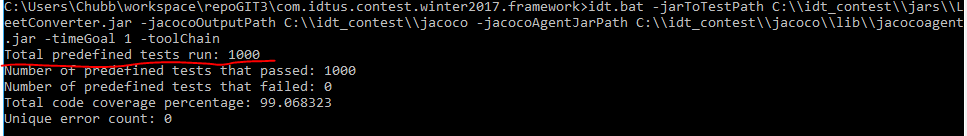 C:\Users\Chubb\workspace\repoGIT3\com.idtus.contest.winter2017.framework>idt.bat -jarToTestPath C:\\idt_contest\\jars\\L
eetConverter.jar -jacocoOutputPath C:\\idt_contest\\jacoco -jacocoAgentJarPath C:\\idt_contest\\jacoco\\lib\\jacocoagent
.jar -timeGoal 1 -toolChain
Total predefined tests run: 1000
Number of predefined tests that passed: 1000
Number of predefined tests that failed: 0
Total code coverage percentage: 99.068323
Unique error count: 0